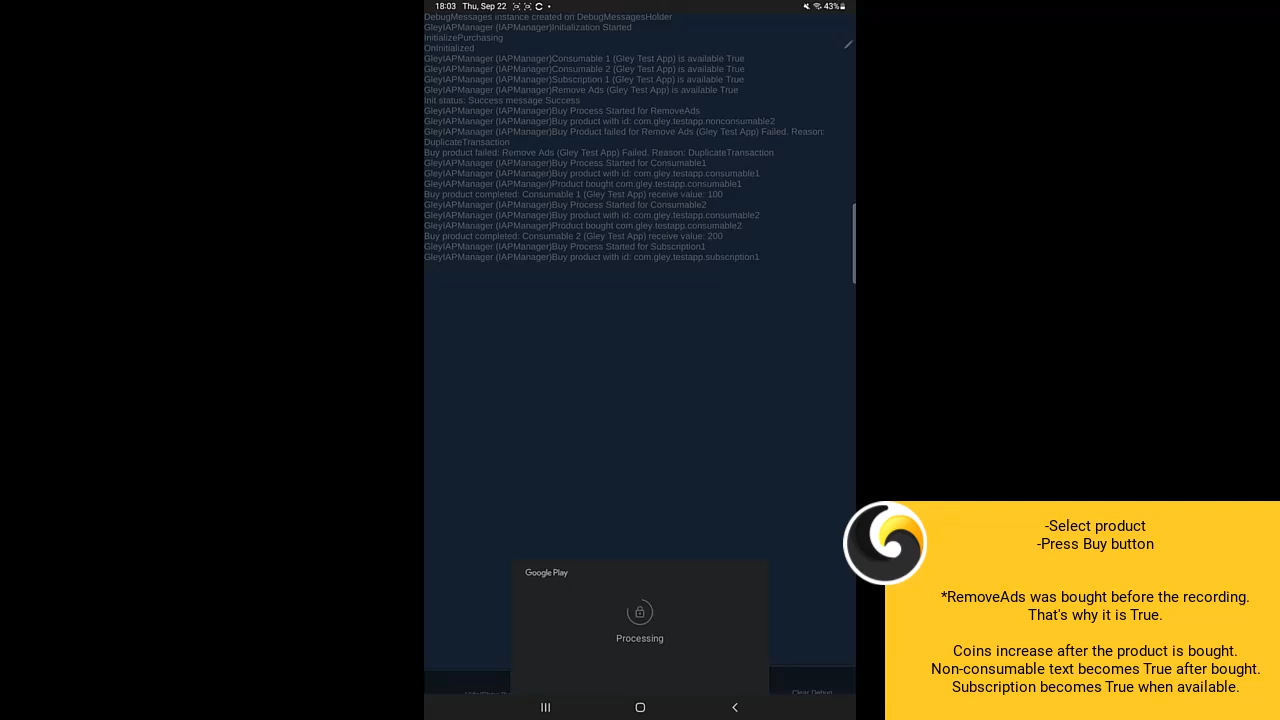 18:03 Thu, Sep 22
43%
DebugMessages instance created on DebugMessagesHolder
GleyIAPManager (IAPManager)Initialization Started
InitializePurchasing
OnInitialized
GleyIAPManager (IAPManager)Consumable 1 (Gley Test App) is available True
GleyIAPManager (IAPManager)Consumable 2 (Gley Test App) is available True
GleyIAPManager (IAPManager)Subscription 1 (Gley Test App) is available True
GleyIAPManager (IAPManager)Remove Ads (Gley Test App) is available True
Init status: Success message Success
GleyIAPManager (IAPManager)Buy Process Started for RemoveAds
GleyIAPManager (IAPManager)Buy product with id: com.gley.testapp.nonconsumable2
GleyIAPManager (IAPManager)Buy Product failed for Remove Ads (Gley Test App) Failed. Reason:
DuplicateTransaction
Buy product failed: Remove Ads (Gley Test App) Failed. Reason: DuplicateTransaction
GleyIAPManager (IAPManager)Buy Process Started for Consumable1
GleyIAPManager (IAPManager)Buy product with id: com.gley.testapp.consumable1
GleyIAPManager (IAPManager)Product bought com.gley.testapp.consumable1
Buy product completed: Consumable 1 (Gley Test App) receive value: 100
GleyIAPManager (IAPManager)Buy Process Started for Consumable2
GleyIAPManager (IAPManager)Buy product with id: com.gley.testapp.consumable2
GleyIAPManager (IAPManager)Product bought com.gley.testapp.consumable2
Buy product completed: Consumable 2 (Gley Test App) receive value: 200
GleyIAPManager (IAPManager)Buy Process Started for Subscription1
GleyIAPManager (IAPManager)Buy product with id: com.gley.testapp.subscription1
Google Play
Processing
Clear Debug
-Select product
-Press Buy button
*RemoveAds was bought before the recording.
That's why it is True.
Coins increase after the product is bought.
Non-consumable text becomes True after bought.
Subscription becomes True when available.